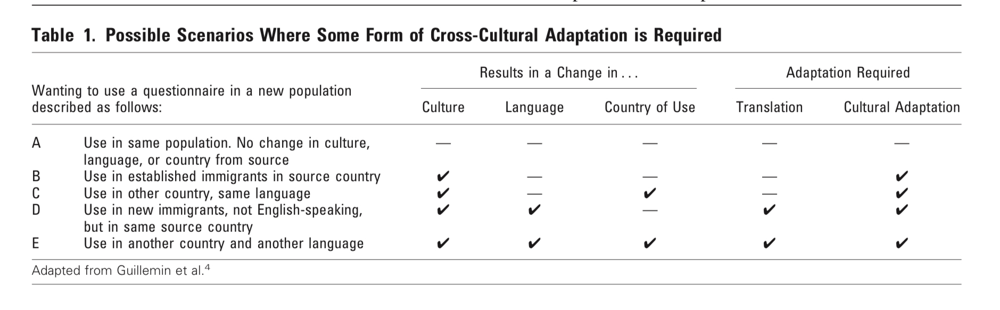 Table 1. Possible Scenarios Where Some Form of Cross-Cultural Adaptation is Required
Results in a Change in . . . Adaptation Required
Wanting to use a questionnaire in a new population
described as follows: Culture Language Country of Use Translation Cultural Adaptation
A Use in same population. No change in culture, — — — — —
language, or country from source
B Use in established immigrants in source country ✔ — — — ✔
C Use in other country, same language ✔ — ✔ — ✔
D Use in new immigrants, not English-speaking, ✔ ✔ — ✔ ✔
but in same source country
E Use in another country and another language ✔ ✔ ✔ ✔ ✔
Adapted from Guillemin et al.⁴